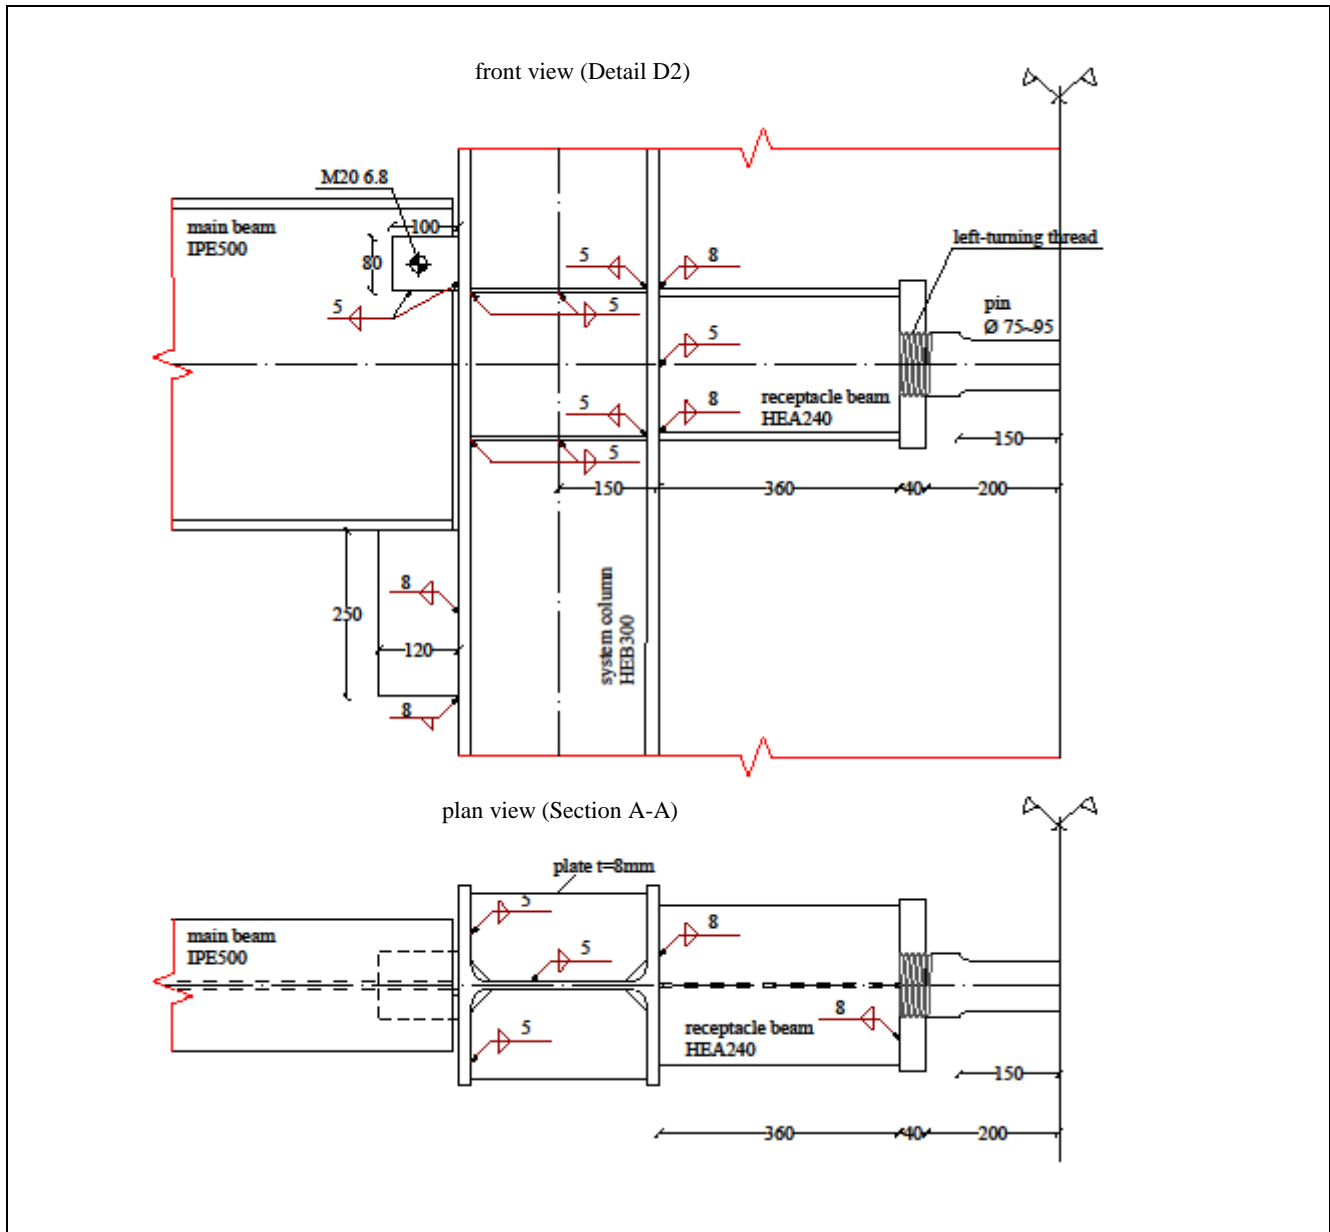 front view (Detail D2)
M20 6.8
main beam
IPE500
100
80
5
5
8
5
left-turning thread
pin
Ø 75~95
5
5
8
receptacle beam
HEA240
5
150
150
360
40
200
250
8
120
8
system column
HEB300
plan view (Section A-A)
plate t=8mm
5
main beam
IPE500
8
5
8
5
receptacle beam
HEA240
150
360
40
200